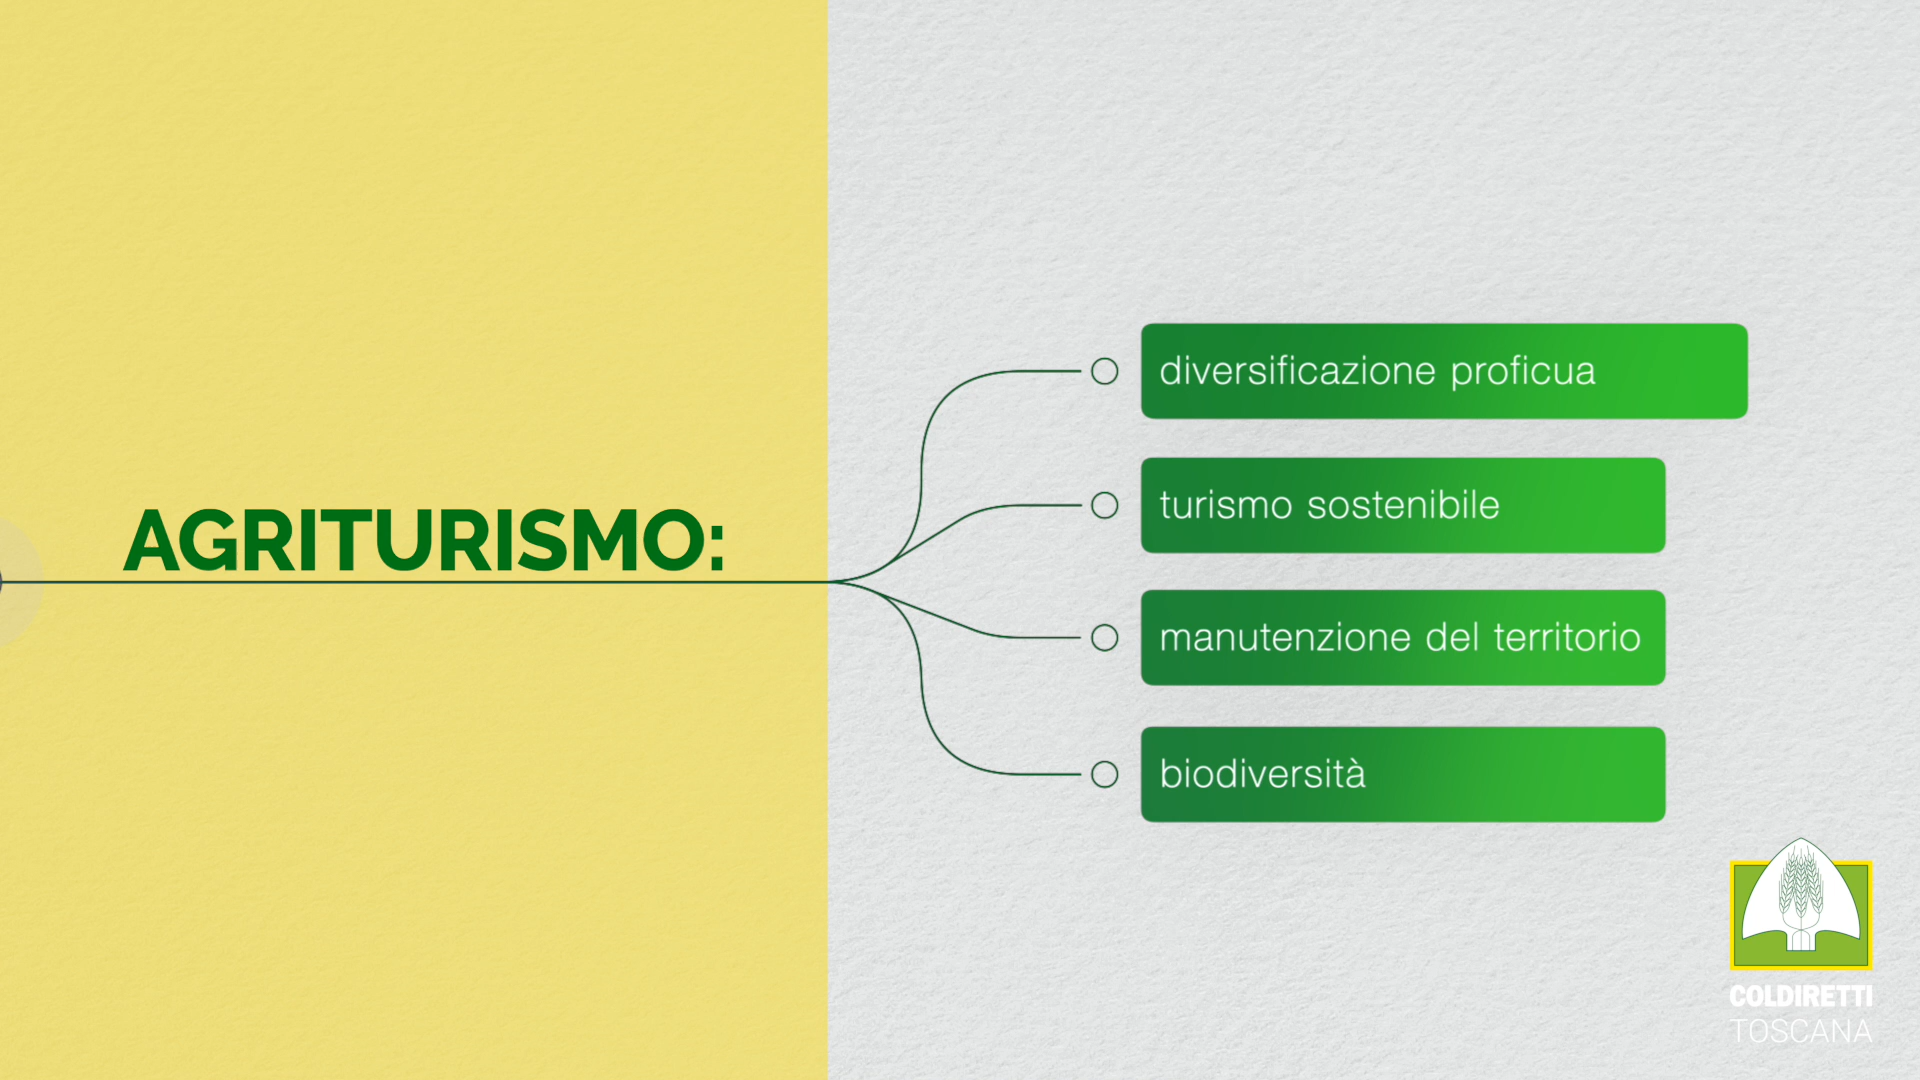 AGRITURISMO:
diversificazione proficua
turismo sostenibile
manutenzione del territorio
biodiversità
COLDIRETTI
TOSCANA